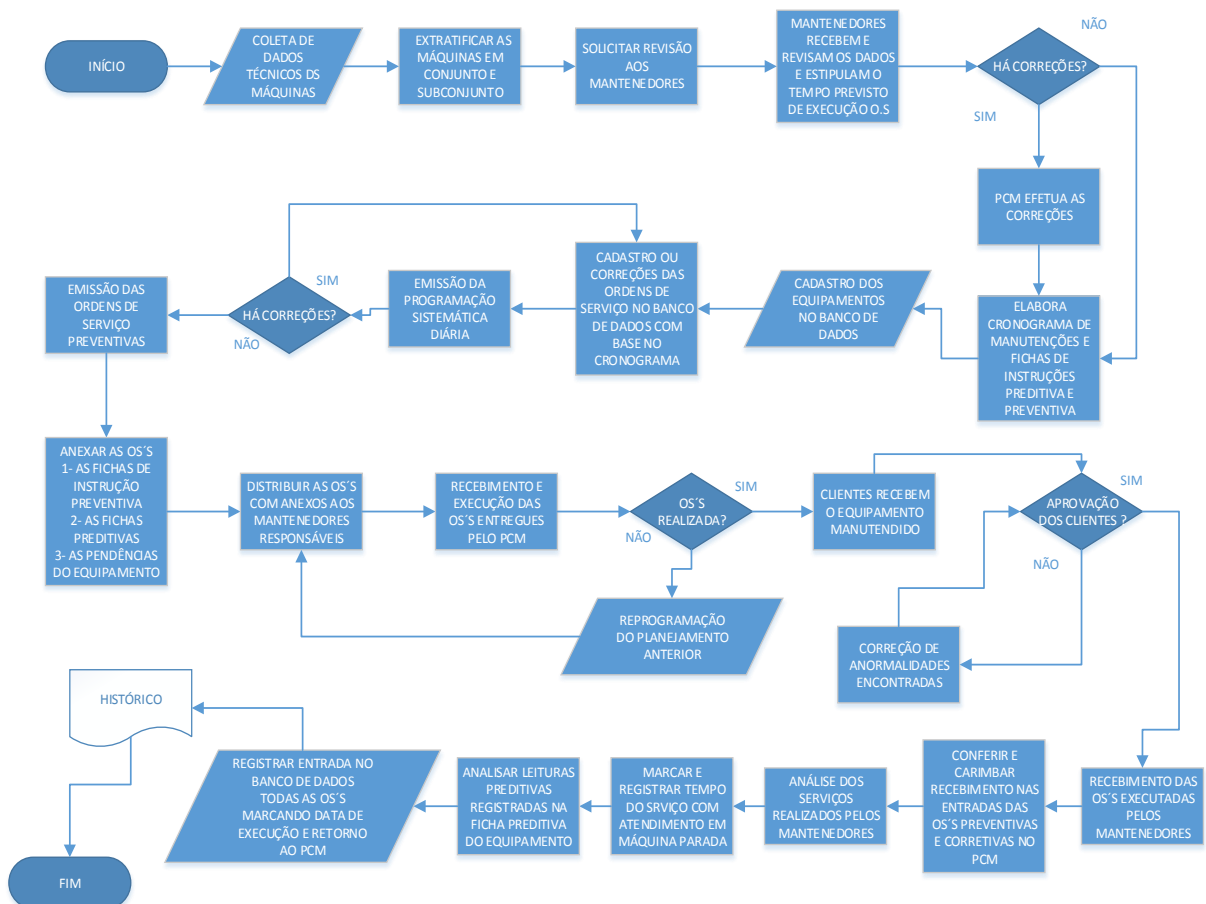 INÍCIO
COLETA DE
DADOS
TÉCNICOS DS
MÁQUINAS
EXTRATIFICAR AS
MÁQUINAS EM
CONJUNTO E
SUBCONJUNTO
SOLICITAR REVISÃO
AOS
MANTENEDORES
MANTENEDORES
RECEBEM E
REVISAM OS DADOS
E ESTIPULAM O
TEMPO PREVISTO
DE EXECUÇÃO O.S
HÁ CORREÇÕES?
NÃO
SIM
PCM EFETUA AS
CORREÇÕES
ELABORA
CRONOGRAMA DE
MANUTENÇÕES E
FICHAS DE
INSTRUÇÕES
PREDITIVA E
PREVENTIVA
CADASTRO DOS
EQUIPAMENTOS
NO BANCO DE
DADOS
CADASTRO OU
CORREÇÕES DAS
ORDENS DE
SERVIÇO NO BANCO
DE DADOS COM
BASE NO
CRONOGRAMA
EMISSÃO DA
PROGRAMAÇÃO
SISTEMÁTICA
DIÁRIA
HÁ CORREÇÕES?
SIM
NÃO
EMISSÃO DAS
ORDENS DE
SERVIÇO
PREVENTIVAS
ANEXAR AS OS´S
1- AS FICHAS DE
INSTRUÇÃO
PREVENTIVA
2- AS FICHAS
PREDITIVAS
3- AS PENDÊNCIAS
DO EQUIPAMENTO
DISTRIBUIR AS OS´S
COM ANEXOS AOS
MANTENEDORES
RESPONSÁVEIS
RECEBIMENTO E
EXECUÇÃO DAS
OS´S ENTREGUES
PELO PCM
OS´S
REALIZADA?
SIM
NÃO
REPROGRAMAÇÃO
DO PLANEJAMENTO
ANTERIOR
CLIENTES RECEBEM
O EQUIPAMENTO
MANUTENDIDO
APROVAÇÃO
DOS CLIENTES ?
SIM
NÃO
CORREÇÃO DE
ANORMALIDADES
ENCONTRADAS
RECEBIMENTO DAS
OS´S EXECUTADAS
PELOS
MANTENEDORES
CONFERIR E
CARIMBAR
RECEBIMENTO NAS
ENTRADAS DAS
OS´S PREVENTIVAS
E CORRETIVAS NO
PCM
ANÁLISE DOS
SERVIÇOS
REALIZADOS PELOS
MANTENEDORES
MARCAR E
REGISTRAR TEMPO
DO SRVIÇO COM
ATENDIMENTO EM
MÁQUINA PARADA
ANALISAR LEITURAS
PREDITIVAS
REGISTRADAS NA
FICHA PREDITIVA
DO EQUIPAMENTO
REGISTRAR ENTRADA NO
BANCO DE DADOS
TODAS AS OS´S
MARCANDO DATA DE
EXECUÇÃO E RETORNO
AO PCM
HISTÓRICO
FIM